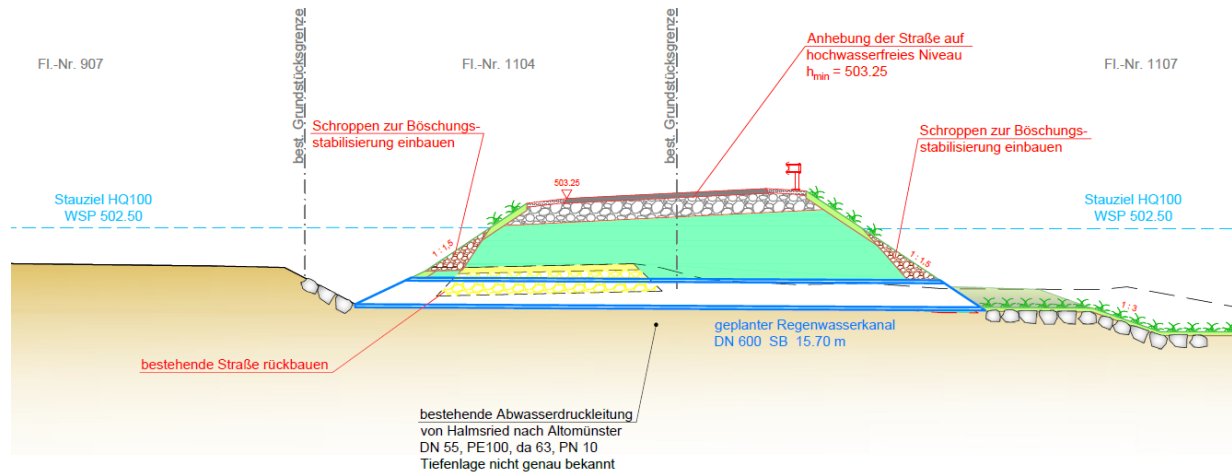 Fl.-Nr. 907
best. Grundstücksgrenze
Fl.-Nr. 1104
best. Grundstücksgrenze
Anhebung der Straße auf
hochwasserfreies Niveau
hmin = 503.25
Fl.-Nr. 1107
Schroppen zur Böschungs-
stabilisierung einbauen
Schroppen zur Böschungs-
stabilisierung einbauen
503.25
Stauziel HQ100
WSP 502.50
Stauziel HQ100
WSP 502.50
1 : 1,5
1 : 1,5
1 : 3
geplanter Regenwasserkanal
DN 600 SB 15.70 m
bestehende Straße rückbauen
bestehende Abwasserdruckleitung
von Halmsried nach Altomünster
DN 55, PE100, da 63, PN 10
Tiefenlage nicht genau bekannt